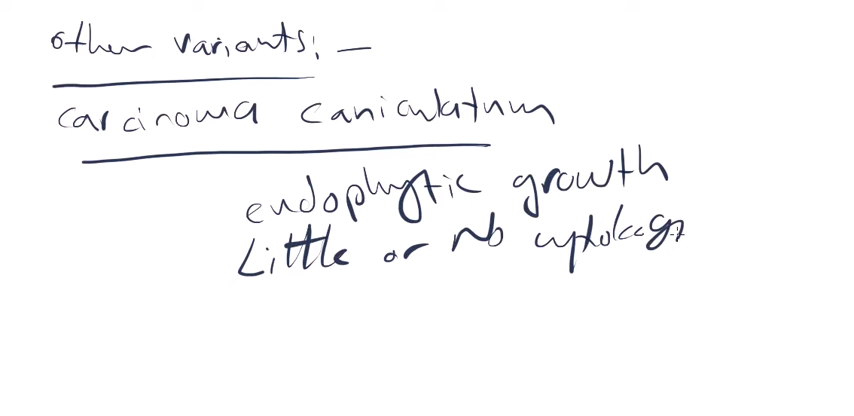 other variants: —
carcinoma caniculatum
endophytic growth
Little or No